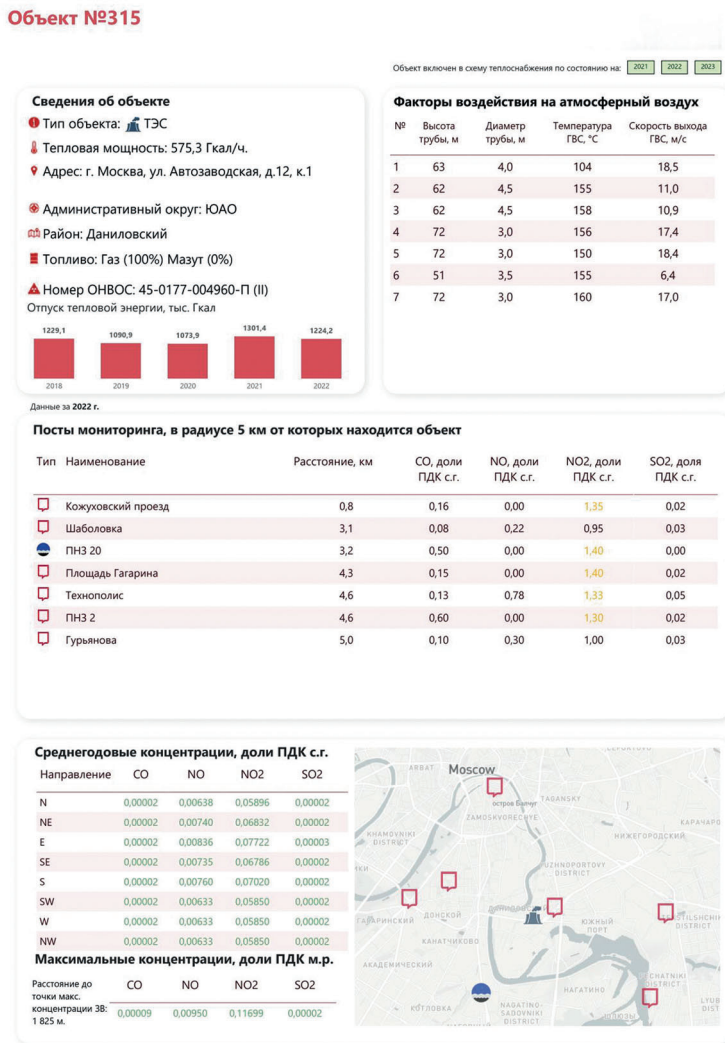 Объект №315
Объект включен в схему теплоснабжения по состоянию на: 2021 2022 2023
Сведения об объекте
Тип объекта: ТЭС
Тепловая мощность: 575,3 Гкал/ч.
Адрес: г. Москва, ул. Автозаводская, д.12, к.1
Административный округ: ЮАО
Район: Даниловский
Топливо: Газ (100%) Мазут (0%)
Номер ОНВОС: 45-0177-004960-П (II)
Отпуск тепловой энергии, тыс. Гкал
1229,1 1090,9 1073,9 1301,4 1224,2
2018 2019 2020 2021 2022
Факторы воздействия на атмосферный воздух
№ Высота трубы, м Диаметр трубы, м Температура ГВС, °C Скорость выхода ГВС, м/с
1 63 4,0 104 18,5
2 62 4,5 155 11,0
3 62 4,5 158 10,9
4 72 3,0 156 17,4
5 72 3,0 150 18,4
6 51 3,5 155 6,4
7 72 3,0 160 17,0
Данные за 2022 г.
Посты мониторинга, в радиусе 5 км от которых находится объект
Тип Наименование Расстояние, км CO, доли ПДК с.г. NO, доли ПДК с.г. NO2, доли ПДК с.г. SO2, доля ПДК с.г.
Кожуховский проезд 0,8 0,16 0,00 1,35 0,02
Шаболовка 3,1 0,08 0,22 0,95 0,03
ПНЗ 20 3,2 0,50 0,00 1,40 0,00
Площадь Гагарина 4,3 0,15 0,00 1,40 0,02
Технополис 4,6 0,13 0,78 1,33 0,05
ПНЗ 2 4,6 0,60 0,00 1,30 0,02
Гурьянова 5,0 0,10 0,30 1,00 0,03
Среднегодовые концентрации, доли ПДК с.г.
Направление CO NO NO2 SO2
N 0,00002 0,00638 0,05896 0,00002
NE 0,00002 0,00740 0,06832 0,00002
E 0,00002 0,00836 0,07722 0,00003
SE 0,00002 0,00735 0,06786 0,00002
S 0,00002 0,00760 0,07020 0,00002
SW 0,00002 0,00633 0,05850 0,00002
W 0,00002 0,00633 0,05850 0,00002
NW 0,00002 0,00633 0,05850 0,00002
Максимальные концентрации, доли ПДК м.р.
Расстояние до
точки макс.
концентрации ЗВ:
1 825 м.
CO NO NO2 SO2
0,00009 0,00950 0,11699 0,00002
ARBAT
Moscow
остров Балчуг
TAGANSKY
ZAMOSKVORECHYE
KHAMOVNIKI
DISTRICT
НИЖЕГОРОДСКИЙ
КАРАЧАРО
YUZHNOPORTOVY
DISTRICT
ГАГАРИНСКИЙ
ДОНСКОЙ
ЮЖНЫЙ
ПОРТ
DISTRICT
КАНАТЧИКОВО
АКАДЕМИЧЕСКИЙ
НАГАТИНО
PECHATNIKI
DISTRICT
КОТЛОВКА
NAGATINO-
SADOVNIKI
DISTRICT